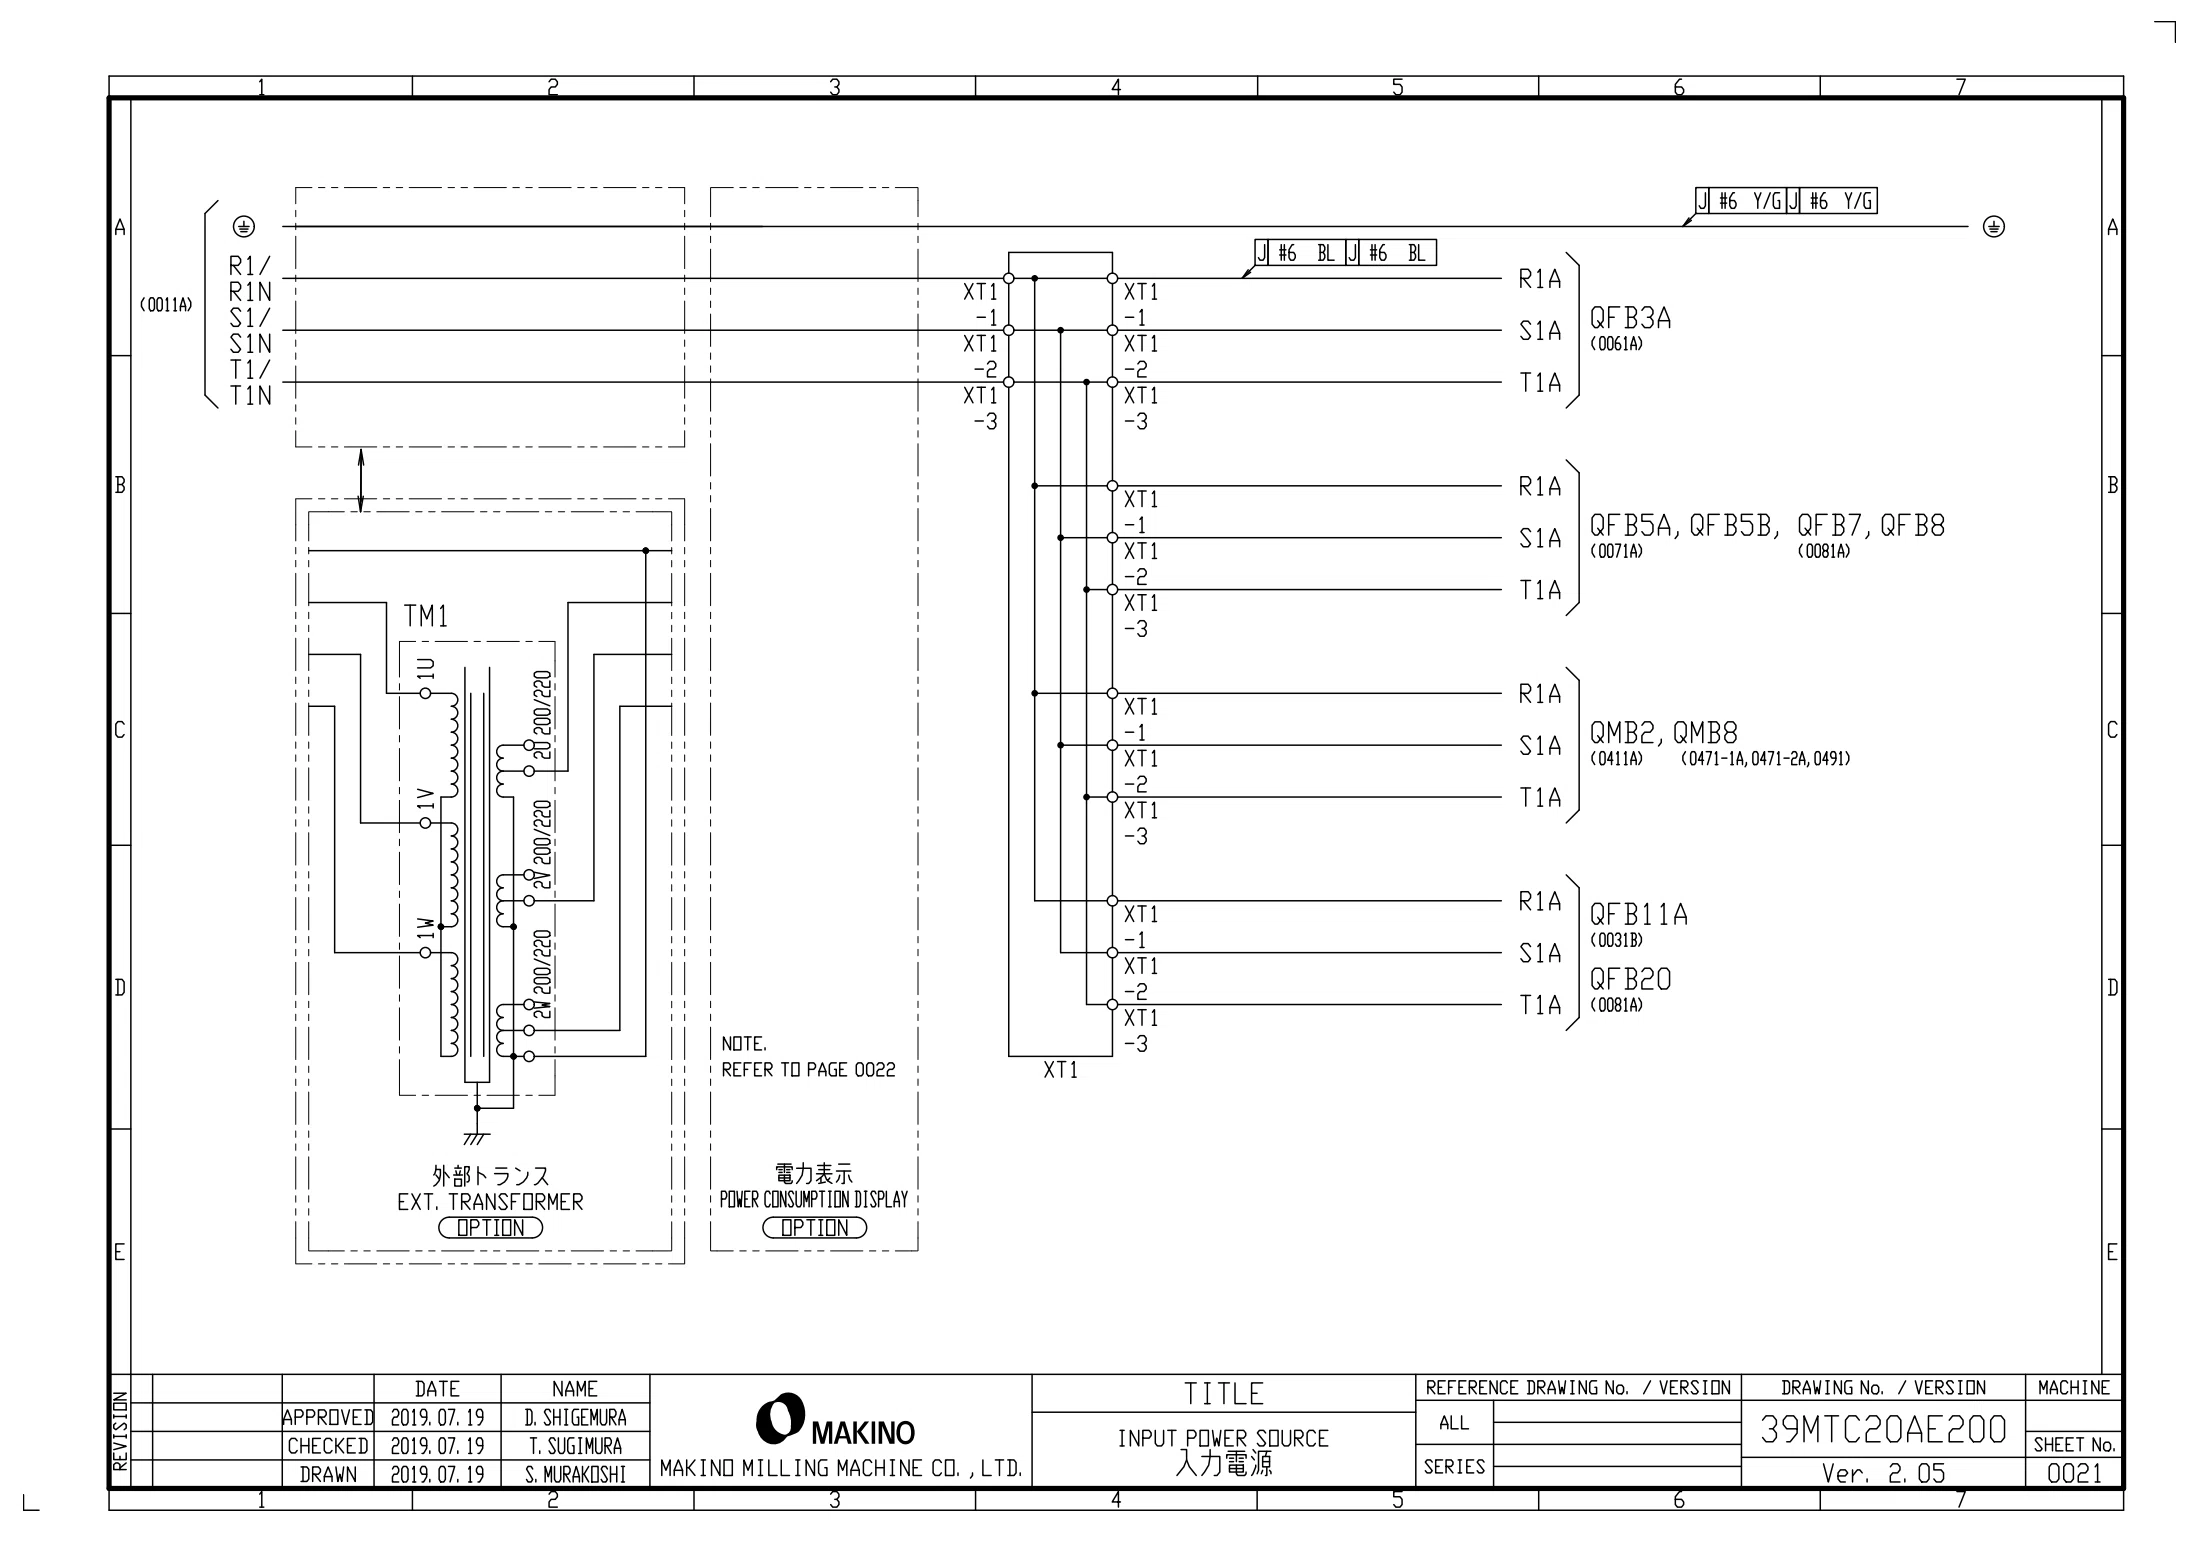 1 2 3 4 5 6 7
J #6 Y/G J #6 Y/G
A A
J #6 BL J #6 BL
R1/
R1N
S1/
S1N
T1/
T1N
(0011A)
XT1
-1
XT1
-2
XT1
-3
XT1
-1
XT1
-2
XT1
-3
R1A
S1A
T1A
QFB3A
(0061A)
B B
XT1
-1
XT1
-2
XT1
-3
R1A
S1A
T1A
QFB5A, QFB5B, QFB7, QFB8
(0071A) (0081A)
TM1
1U
1V
1W
2U 200/220
2V 200/220
2W 200/220
C C
XT1
-1
XT1
-2
XT1
-3
R1A
S1A
T1A
QMB2, QMB8
(0411A) (0471-1A, 0471-2A, 0491)
D D
XT1
-1
XT1
-2
XT1
-3
R1A
S1A
T1A
QFB11A
(0031B)
QFB20
(0081A)
XT1
NOTE.
REFER TO PAGE 0022
外部トランス
EXT. TRANSFORMER
OPTION
電力表示
POWER CONSUMPTION DISPLAY
OPTION
E E
REVISION
DATE NAME
APPROVED 2019.07.19 D. SHIGEMURA
CHECKED 2019.07.19 T. SUGIMURA
DRAWN 2019.07.19 S. MURAKOSHI
MAKINO
MAKINO MILLING MACHINE CO., LTD.
TITLE
INPUT POWER SOURCE
入力電源
REFERENCE DRAWING No. / VERSION
ALL
SERIES
DRAWING No. / VERSION
39MTC20AE200
Ver. 2.05
MACHINE
SHEET No.
0021
1 2 3 4 5 6 7